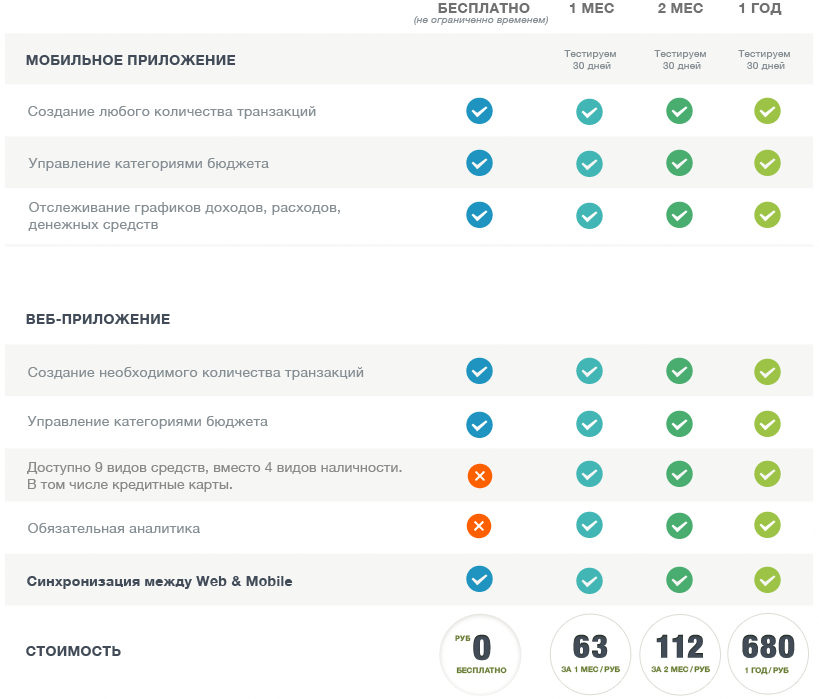 БЕСПЛАТНО 1 МЕС 2 МЕС 1 ГОД
(не ограниченно временем)
МОБИЛЬНОЕ ПРИЛОЖЕНИЕ
Тестируем Тестируем Тестируем
30 дней 30 дней 30 дней
Создание любого количества транзакций
Управление категориями бюджета
Отслеживание графиков доходов, расходов,
денежных средств
ВЕБ-ПРИЛОЖЕНИЕ
Создание необходимого количества транзакций
Управление категориями бюджета
Доступно 9 видов средств, вместо 4 видов наличности.
В том числе кредитные карты.
Обязательная аналитика
Синхронизация между Web & Mobile
СТОИМОСТЬ
РУБ 0 63 112 680
БЕСПЛАТНО ЗА 1 МЕС / РУБ ЗА 2 МЕС / РУБ 1 ГОД / РУБ